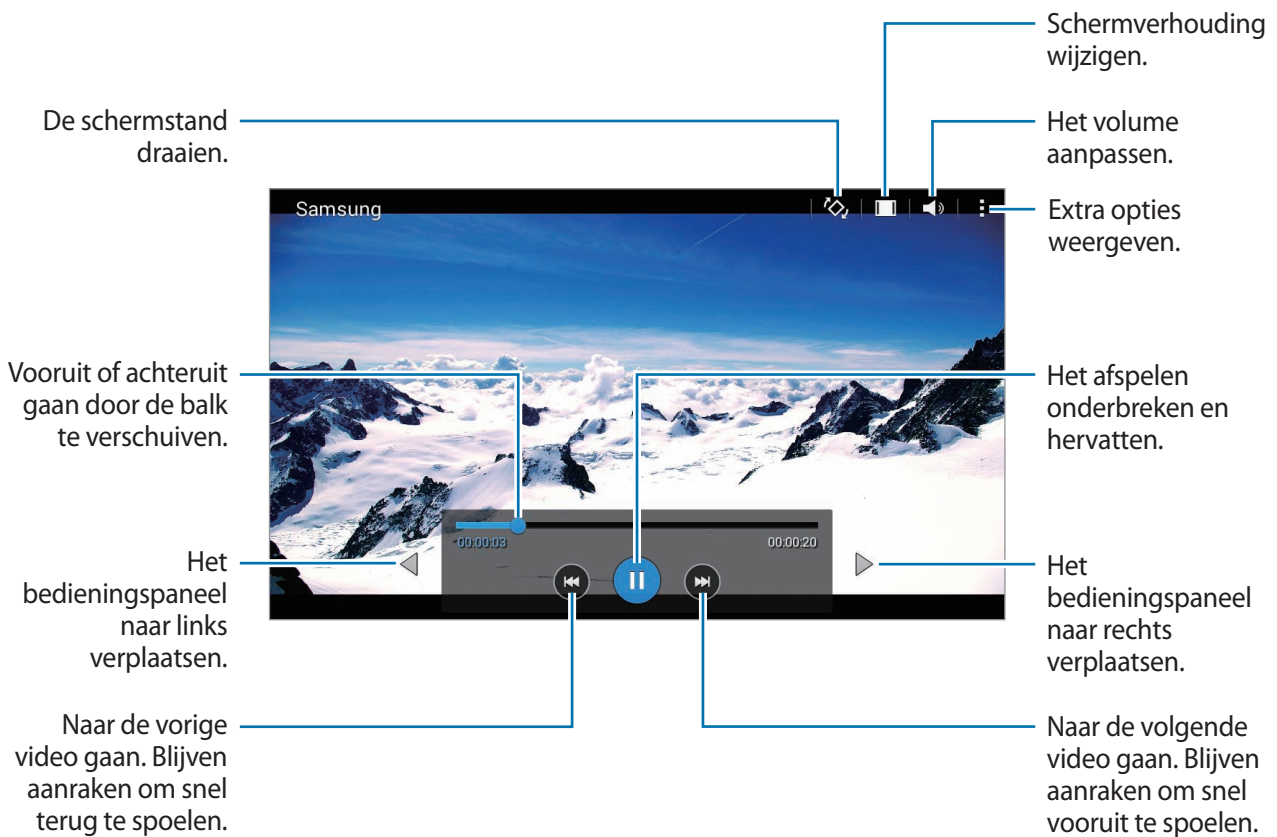 Schermverhouding
wijzigen.
De schermstand
draaien.
Het volume
aanpassen.
Samsung
Extra opties
weergeven.
Vooruit of achteruit
gaan door de balk
te verschuiven.
Het afspelen
onderbreken en
hervatten.
00:00:03
00:00:20
Het
bedieningspaneel
naar links
verplaatsen.
Het
bedieningspaneel
naar rechts
verplaatsen.
Naar de vorige
video gaan. Blijven
aanraken om snel
terug te spoelen.
Naar de volgende
video gaan. Blijven
aanraken om snel
vooruit te spoelen.